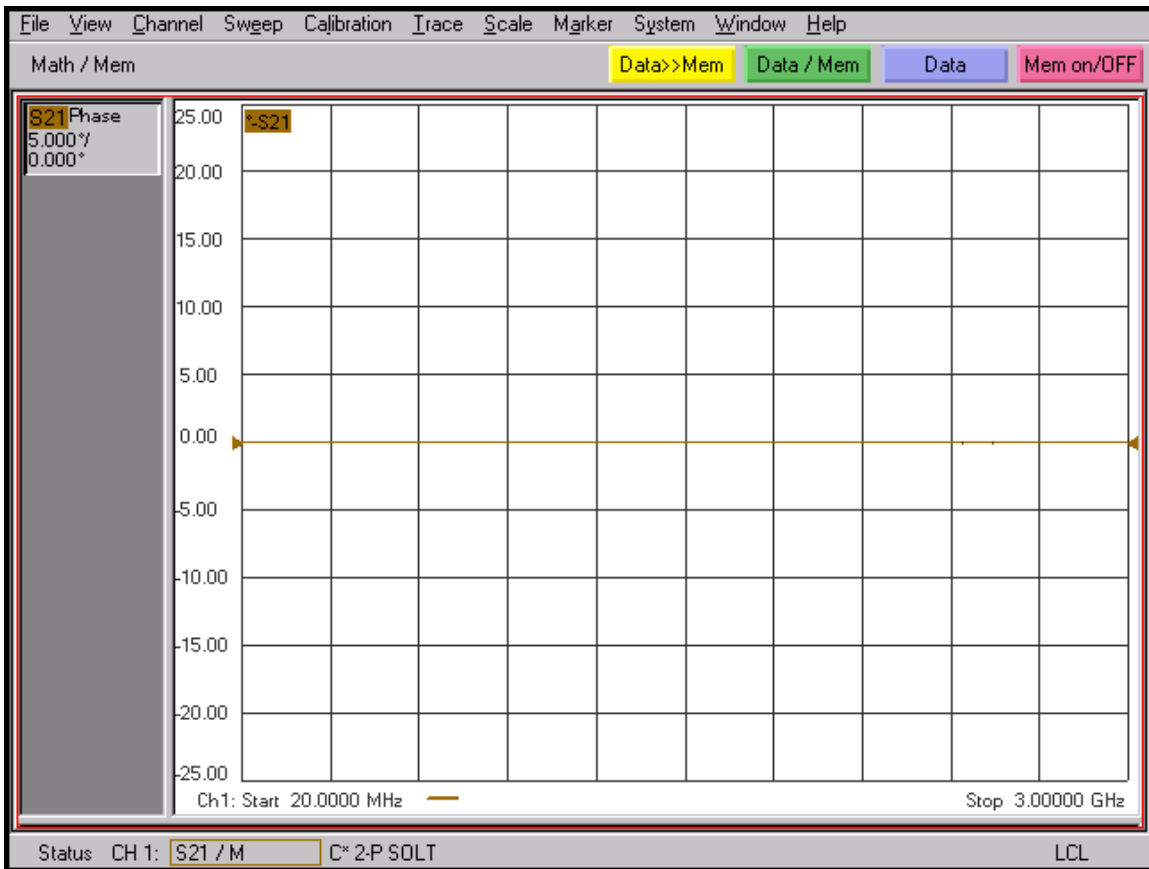 File View Channel Sweep Calibration Trace Scale Marker System Window Help
Math / Mem Data>>Mem Data / Mem Data Mem on/OFF
S21 Phase
5.000°/
0.000°
25.00
°-S21
20.00
15.00
10.00
5.00
0.00
-5.00
-10.00
-15.00
-20.00
-25.00
Ch1: Start 20.0000 MHz Stop 3.00000 GHz
Status CH 1: S21 / M C* 2-P SOLT LCL